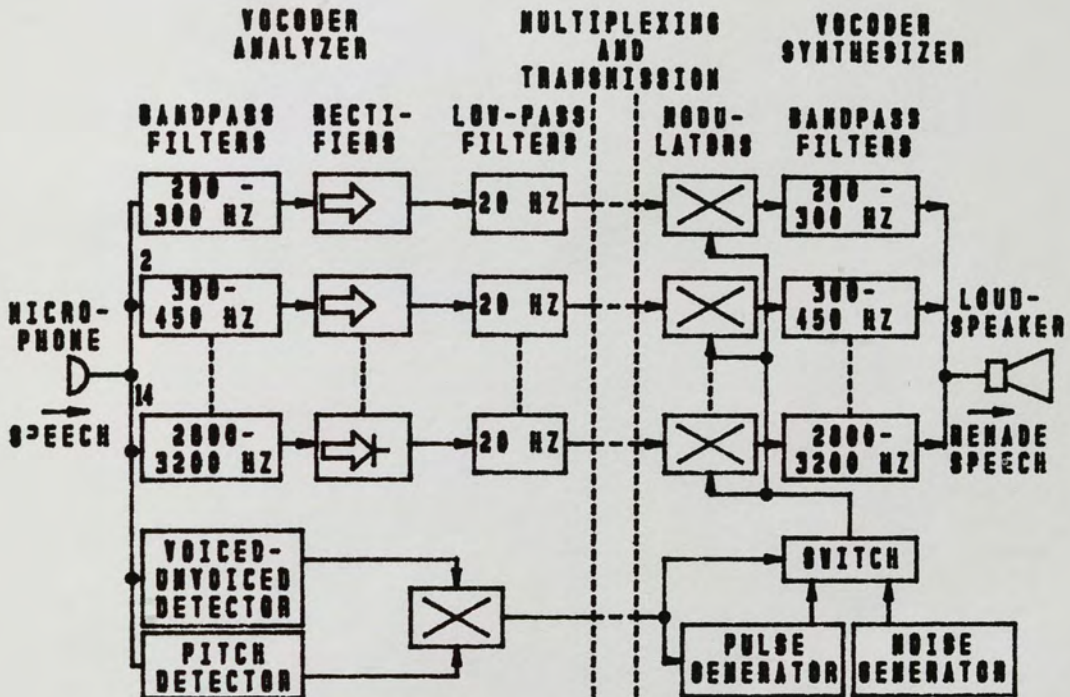 VOCODER
ANALYZER
MULTIPLEXING
AND
TRANSMISSION
VOCODER
SYNTHESIZER
BANDPASS
FILTERS
RECTI-
FIERS
LOW-PASS
FILTERS
MODU-
LATORS
BANDPASS
FILTERS
200 -
300 HZ
20 HZ
200 -
300 HZ
2
300-
450 HZ
20 HZ
300-
450 HZ
MICRO-
PHONE
LOUD-
SPEAKER
14
SPEECH
2800-
3200 HZ
20 HZ
2800-
3200 HZ
REMADE
SPEECH
VOICED-
UNVOICED
DETECTOR
SWITCH
PITCH
DETECTOR
PULSE
GENERATOR
NOISE
GENERATOR